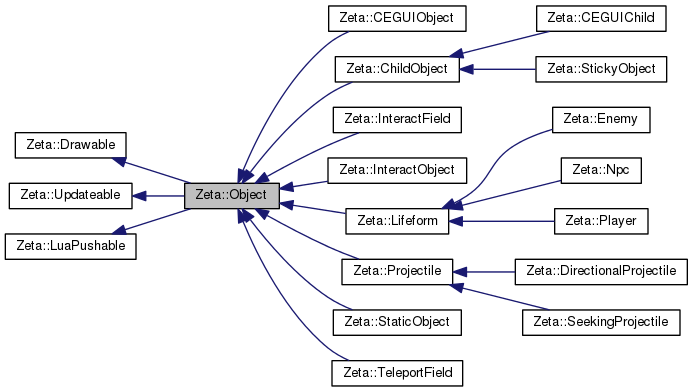 Zeta::Drawable
Zeta::Updateable
Zeta::LuaPushable
Zeta::Object
Zeta::CEGUIObject
Zeta::ChildObject
Zeta::InteractField
Zeta::InteractObject
Zeta::Lifeform
Zeta::Projectile
Zeta::StaticObject
Zeta::TeleportField
Zeta::CEGUIChild
Zeta::StickyObject
Zeta::Enemy
Zeta::Npc
Zeta::Player
Zeta::DirectionalProjectile
Zeta::SeekingProjectile